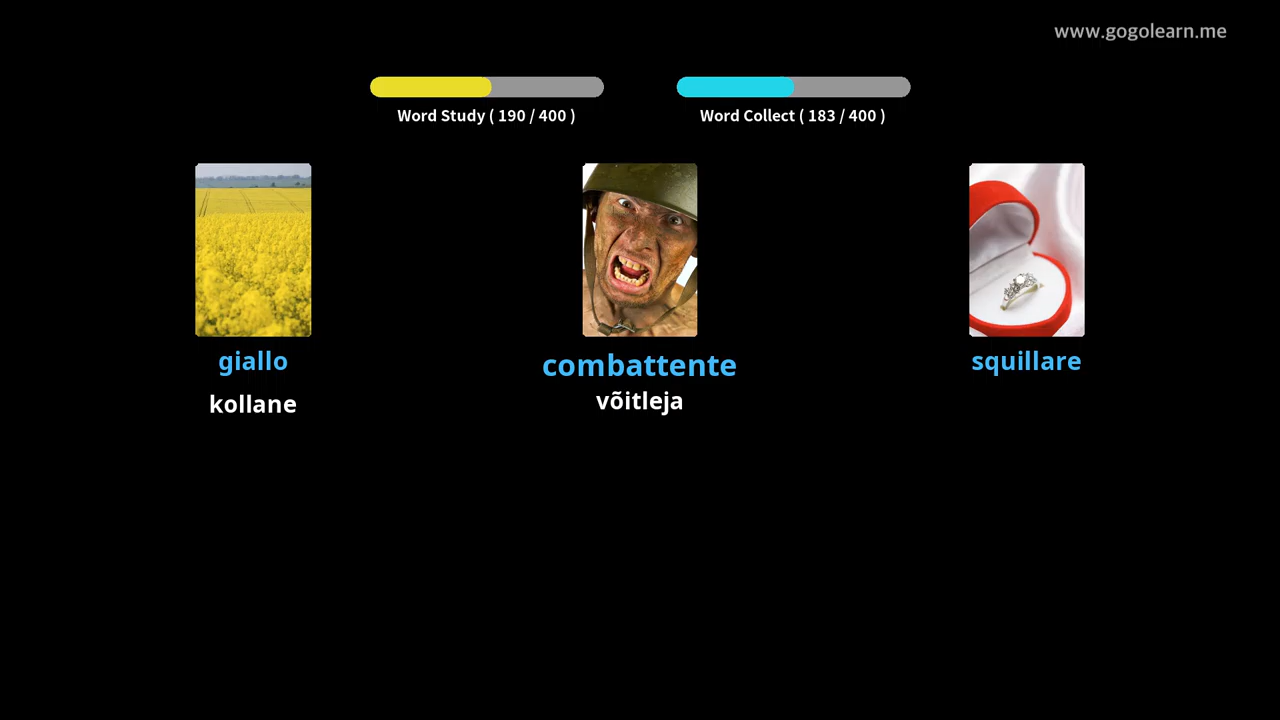 www.gogolearn.me
Word Study ( 190 / 400 )
Word Collect ( 183 / 400 )
giallo
combattente
squillare
kollane
võitleja